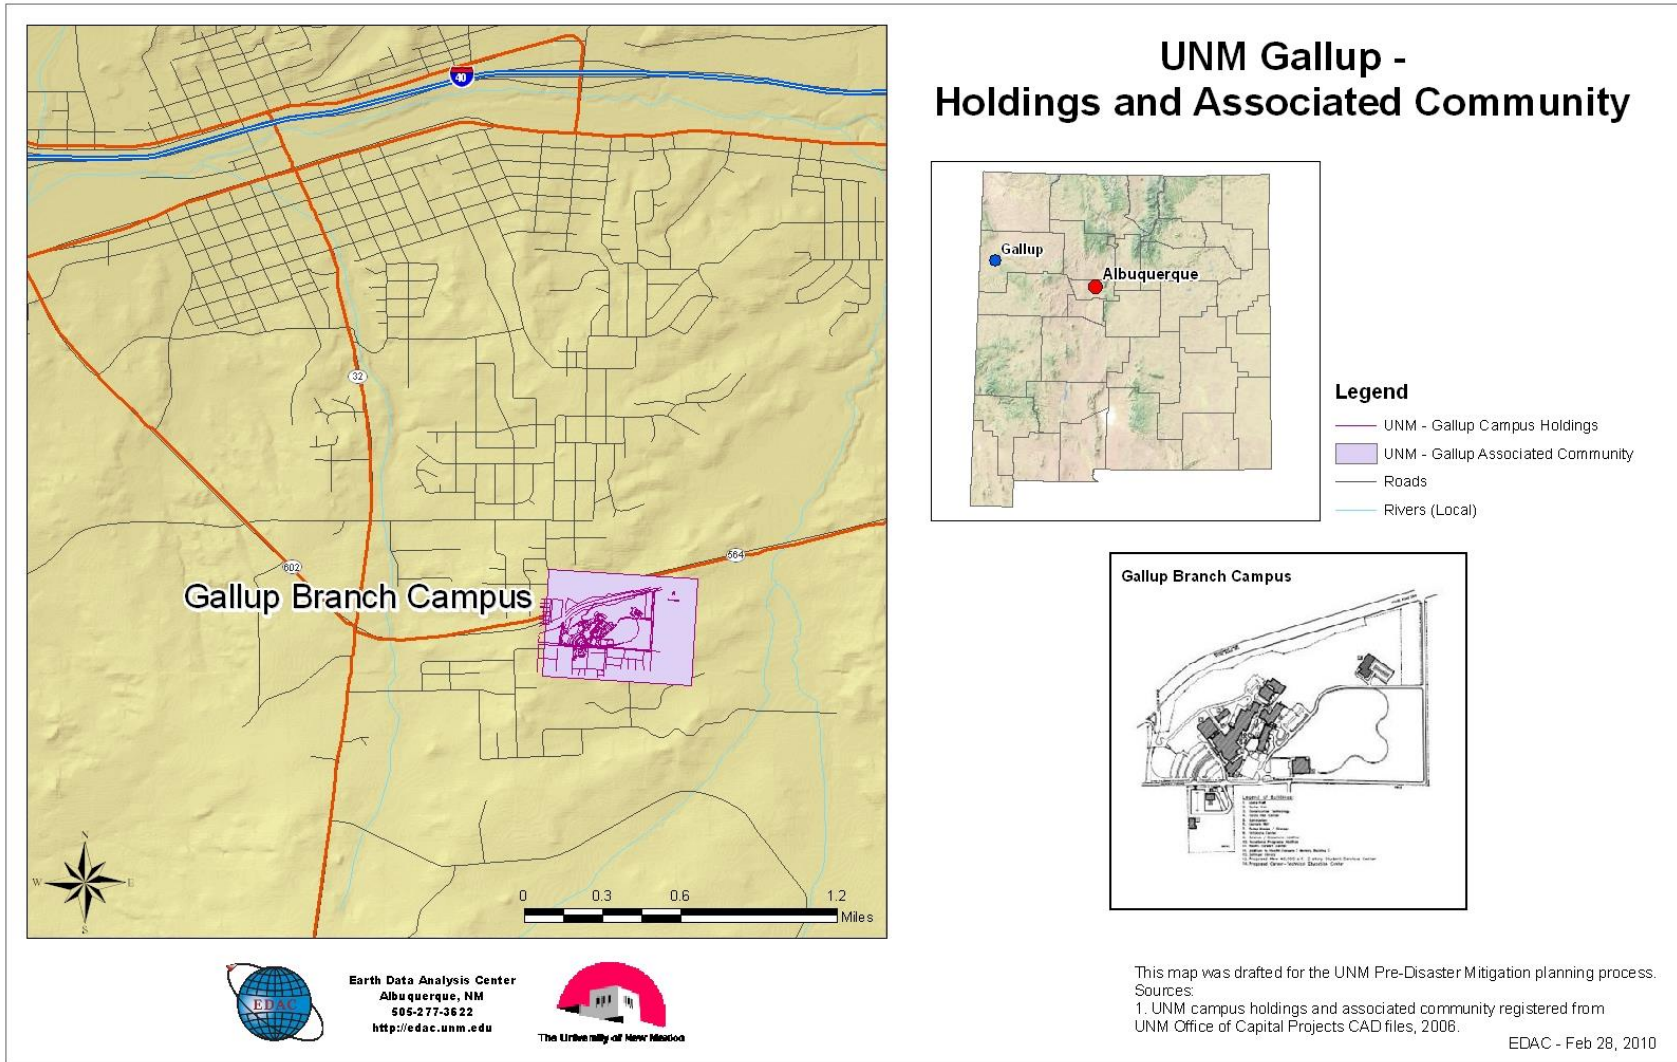 UNM Gallup -
Holdings and Associated Community
40
32
602
564
Gallup Branch Campus
N
W
E
S
0
0.3
0.6
1.2
Miles
Gallup
Albuquerque
Legend
UNM - Gallup Campus Holdings
UNM - Gallup Associated Community
Roads
Rivers (Local)
Gallup Branch Campus
Legend of Buildings:
EDAC
Earth Data Analysis Center
Albuquerque, NM
505-277-3622
http://edac.unm.edu
The University of New Mexico
This map was drafted for the UNM Pre-Disaster Mitigation planning process.
Sources:
1. UNM campus holdings and associated community registered from
UNM Office of Capital Projects CAD files, 2006.
EDAC - Feb 28, 2010